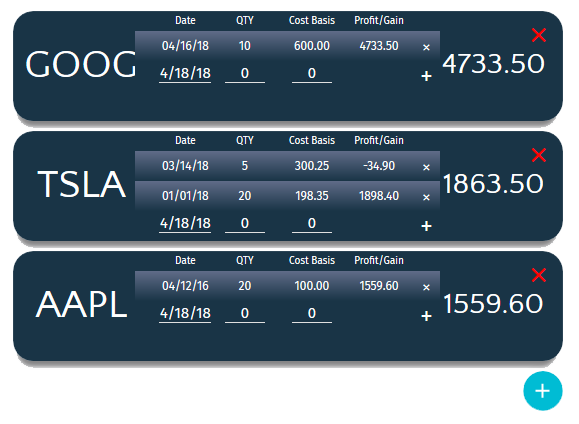 Date QTY Cost Basis Profit/Gain
GOOG 04/16/18 10 600.00 4733.50 × 4733.50 ×
4/18/18 0 0 +
Date QTY Cost Basis Profit/Gain
TSLA 03/14/18 5 300.25 -34.90 × 1863.50 ×
01/01/18 20 198.35 1898.40 ×
4/18/18 0 0 +
Date QTY Cost Basis Profit/Gain
AAPL 04/12/16 20 100.00 1559.60 × 1559.60 ×
4/18/18 0 0 +
+